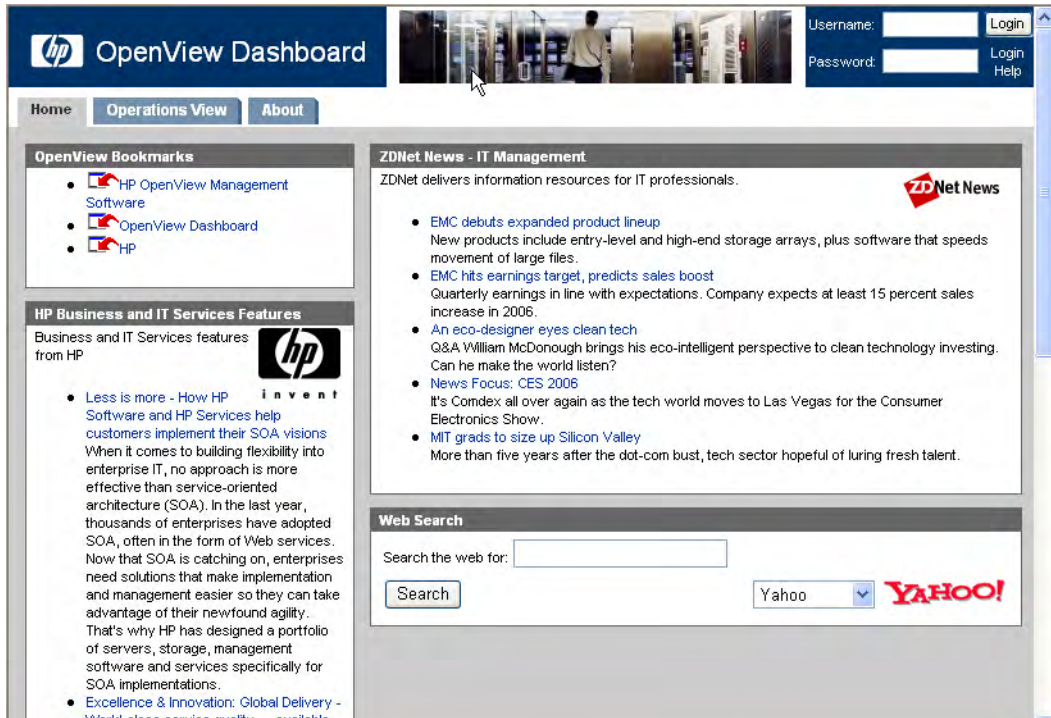 hp OpenView Dashboard
Username:
Login
Password:
Login
Help
Home
Operations View
About
OpenView Bookmarks
HP OpenView Management
Software
OpenView Dashboard
HP
HP Business and IT Services Features
Business and IT Services features
from HP
hp
invent
Less is more - How HP
Software and HP Services help
customers implement their SOA visions
When it comes to building flexibility into
enterprise IT, no approach is more
effective than service-oriented
architecture (SOA). In the last year,
thousands of enterprises have adopted
SOA, often in the form of Web services.
Now that SOA is catching on, enterprises
need solutions that make implementation
and management easier so they can take
advantage of their newfound agility.
That's why HP has designed a portfolio
of servers, storage, management
software and services specifically for
SOA implementations.
Excellence & Innovation: Global Delivery -
ZDNet News - IT Management
ZDNet delivers information resources for IT professionals.
ZDNet News
EMC debuts expanded product lineup
New products include entry-level and high-end storage arrays, plus software that speeds
movement of large files.
EMC hits earnings target, predicts sales boost
Quarterly earnings in line with expectations. Company expects at least 15 percent sales
increase in 2006.
An eco-designer eyes clean tech
Q&A William McDonough brings his eco-intelligent perspective to clean technology investing.
Can he make the world listen?
News Focus: CES 2006
It's Comdex all over again as the tech world moves to Las Vegas for the Consumer
Electronics Show.
MIT grads to size up Silicon Valley
More than five years after the dot-com bust, tech sector hopeful of luring fresh talent.
Web Search
Search the web for:
Search
Yahoo
YAHOO!